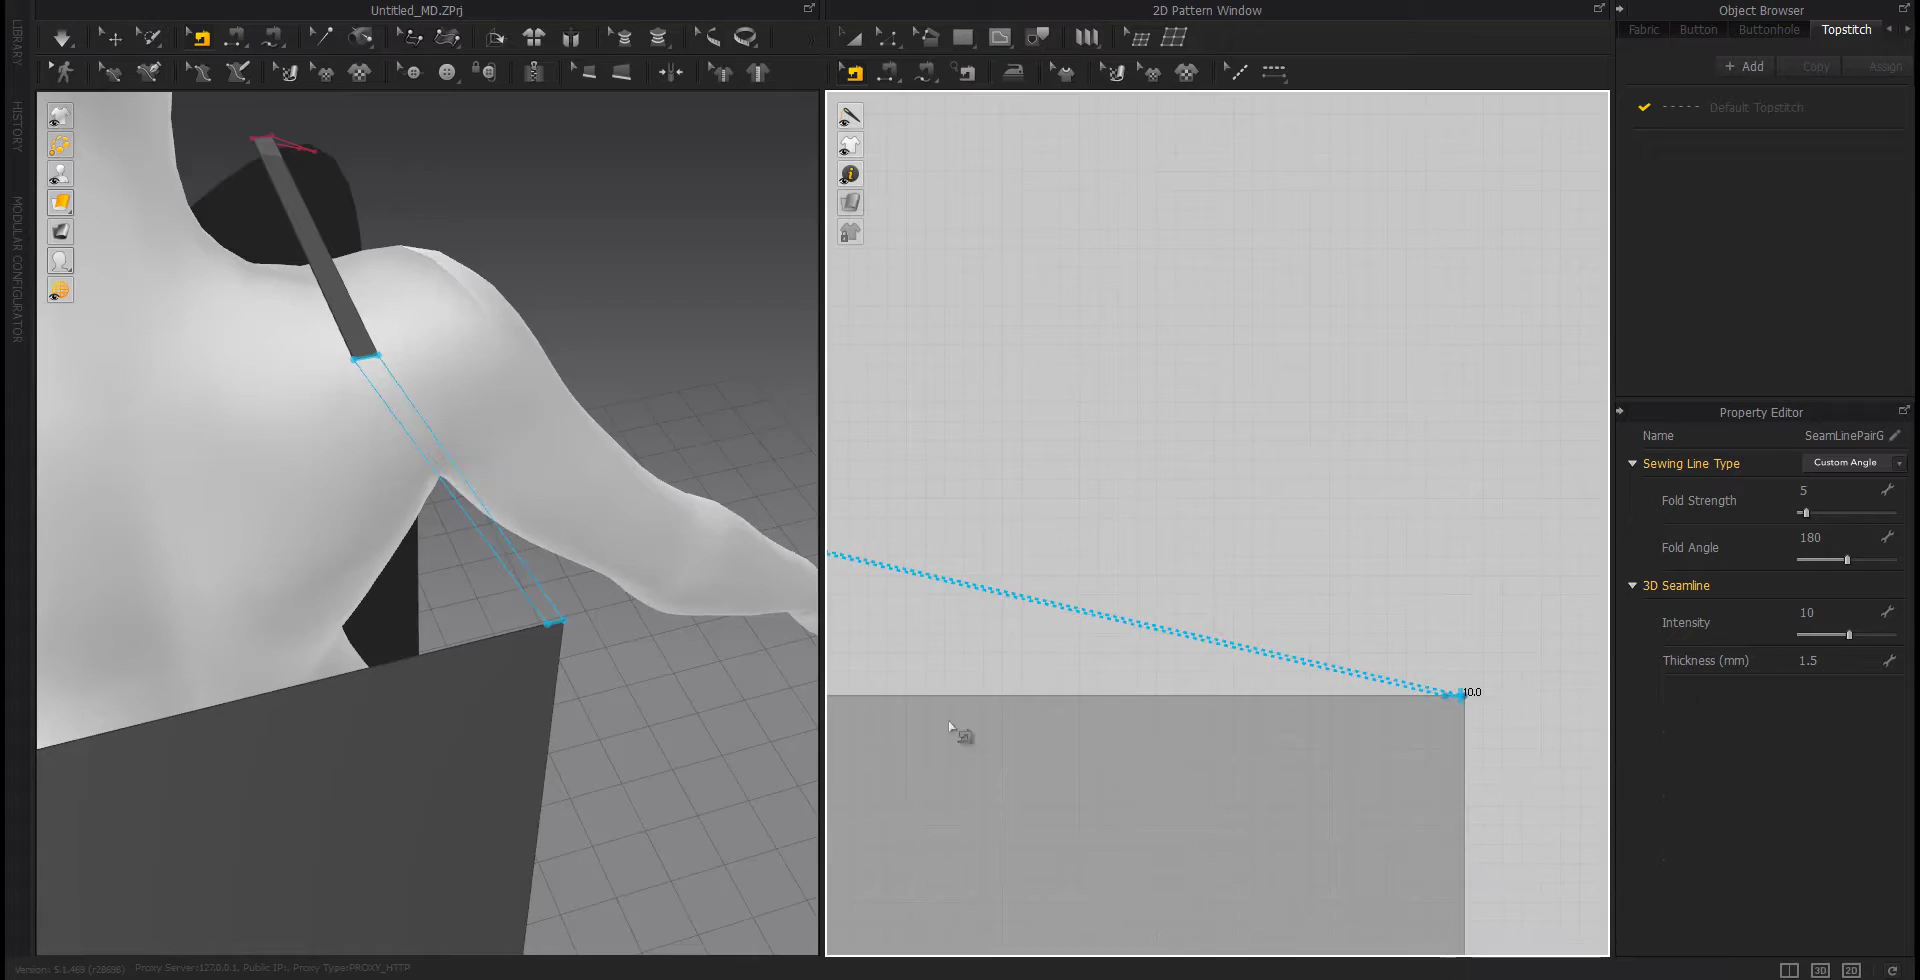 Untitled_MD.ZPrj
2D Pattern Window
Object Browser
Fabric
Button
Buttonhole
Topstitch
+ Add
Copy
Assign
Default Topstitch
LIBRARY
HISTORY
MODULAR CONFIGURATOR
10.0
Property Editor
Name
SeamLinePairG
Sewing Line Type
Custom Angle
Fold Strength
5
Fold Angle
180
3D Seamline
Intensity
10
Thickness (mm)
1.5
Version: 5.1.469 (r28698)
Proxy Server:127.0.0.1, Public IP:, Proxy Type:PROXY_HTTP
3D
2D